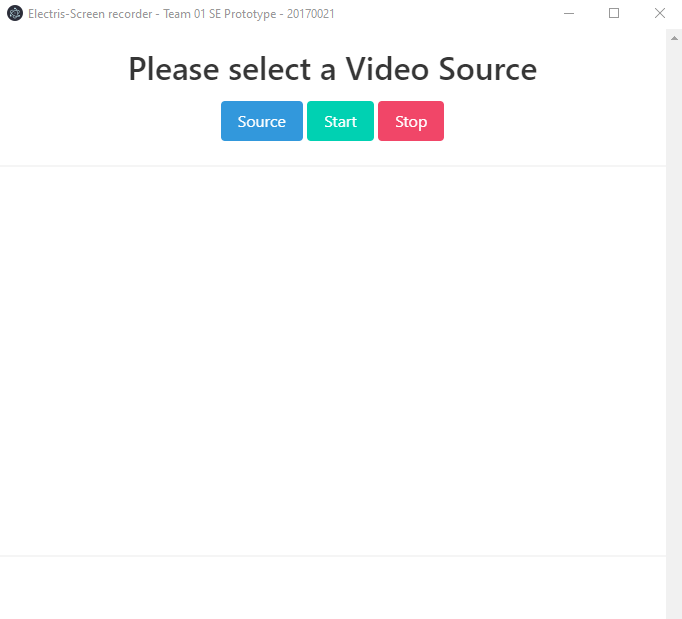 Electris-Screen recorder - Team 01 SE Prototype - 20170021
Please select a Video Source
Source Start Stop